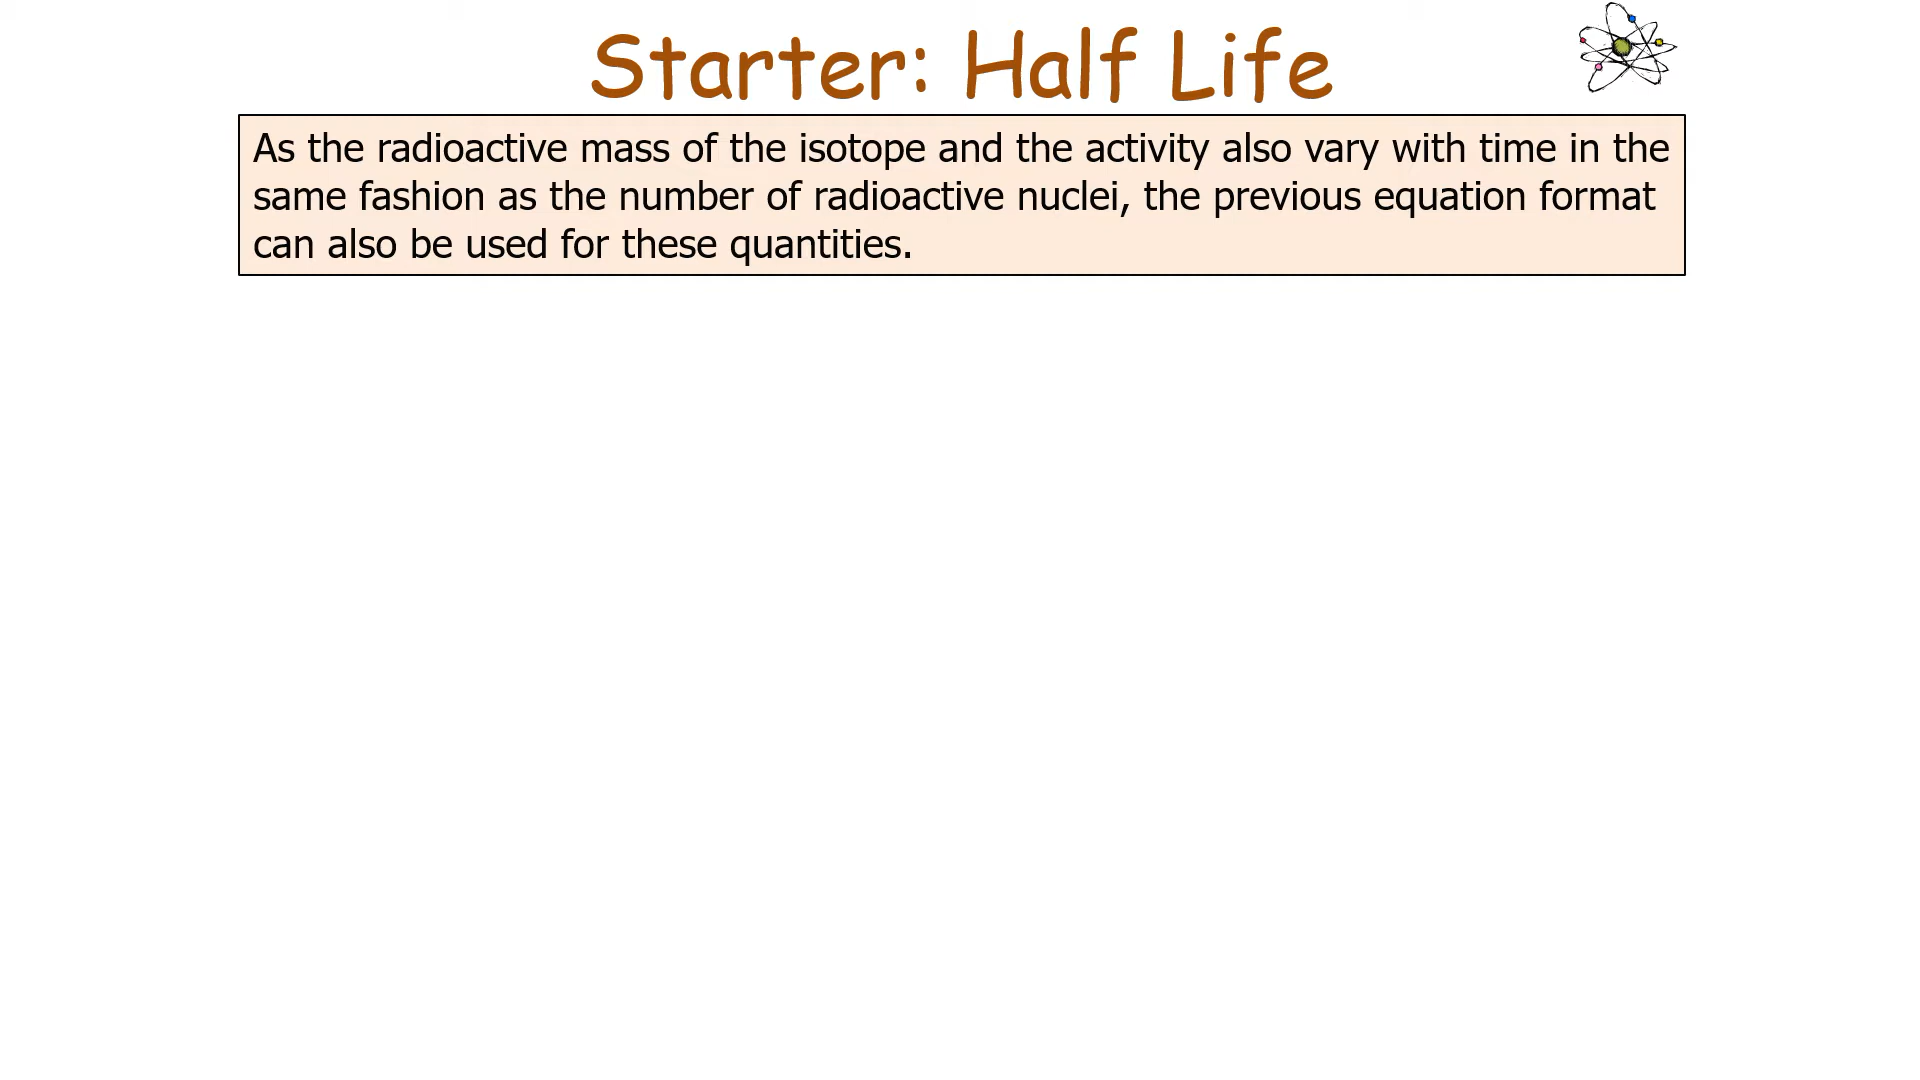 Starter: Half Life
As the radioactive mass of the isotope and the activity also vary with time in the
same fashion as the number of radioactive nuclei, the previous equation format
can also be used for these quantities.